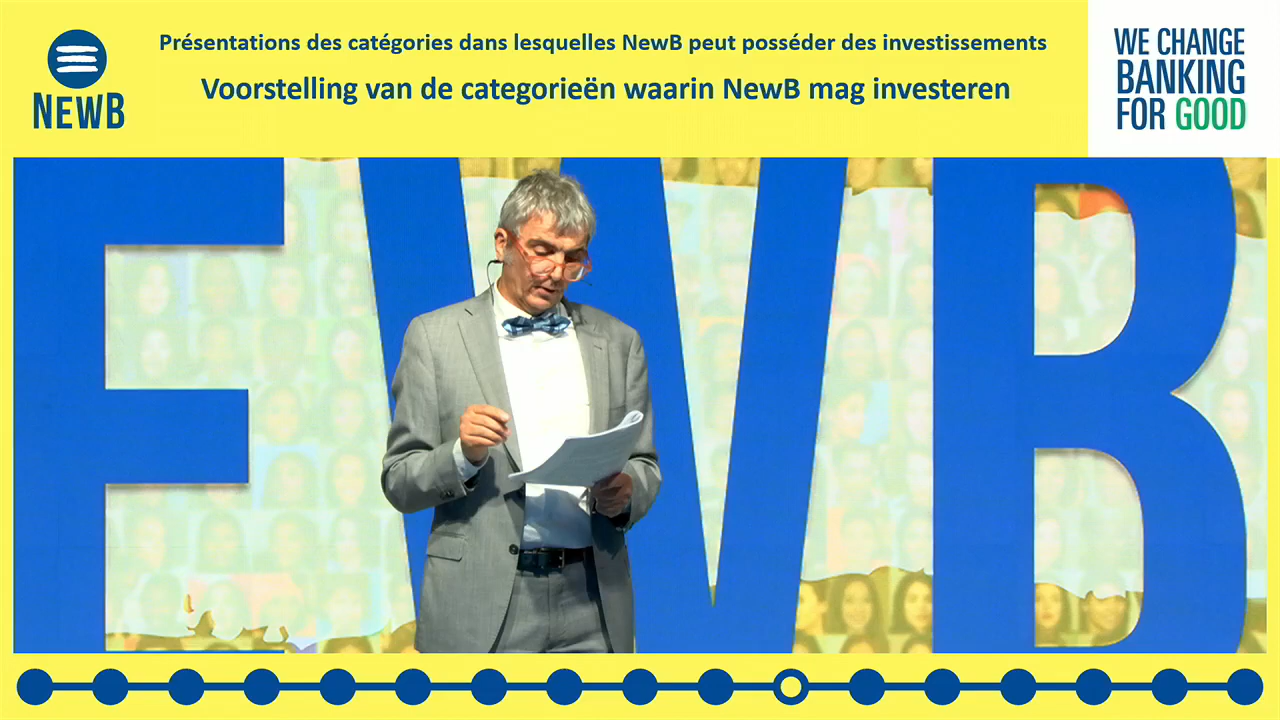 NEWB
Présentations des catégories dans lesquelles NewB peut posséder des investissements
Voorstelling van de categorieën waarin NewB mag investeren
WE CHANGE
BANKING
FOR GOOD
EWB